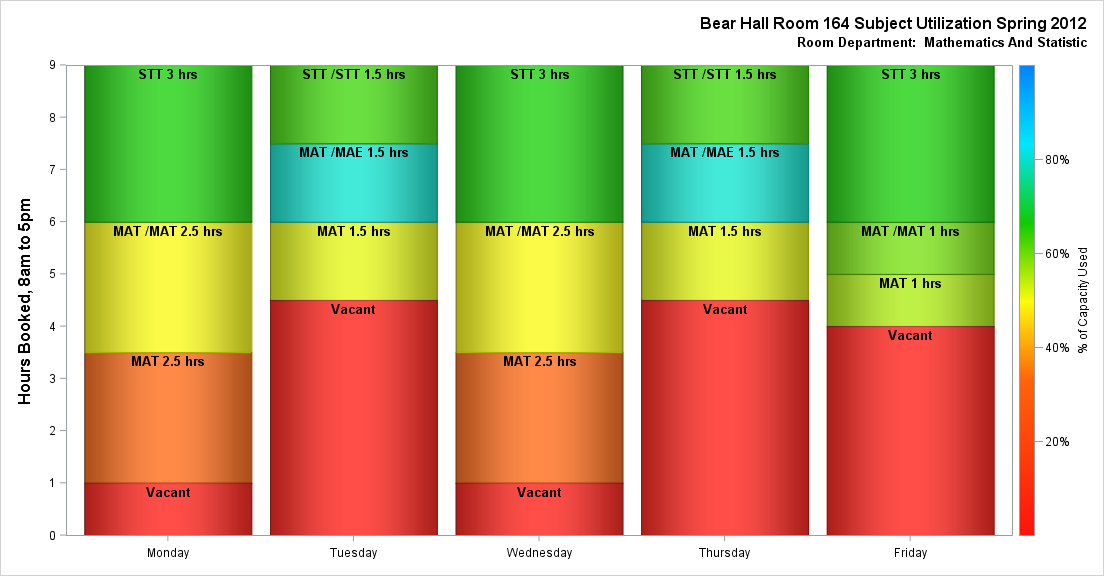 Bear Hall Room 164 Subject Utilization Spring 2012
Room Department:  Mathematics And Statistic
Hours Booked, 8am to 5pm
9
8
7
6
5
4
3
2
1
0
STT 3 hrs
MAT /MAT 2.5 hrs
MAT 2.5 hrs
Vacant
STT /STT 1.5 hrs
MAT /MAE 1.5 hrs
MAT 1.5 hrs
Vacant
STT 3 hrs
MAT /MAT 2.5 hrs
MAT 2.5 hrs
Vacant
STT /STT 1.5 hrs
MAT /MAE 1.5 hrs
MAT 1.5 hrs
Vacant
STT 3 hrs
MAT /MAT 1 hrs
MAT 1 hrs
Vacant
Monday
Tuesday
Wednesday
Thursday
Friday
80%
60%
40%
20%
% of Capacity Used